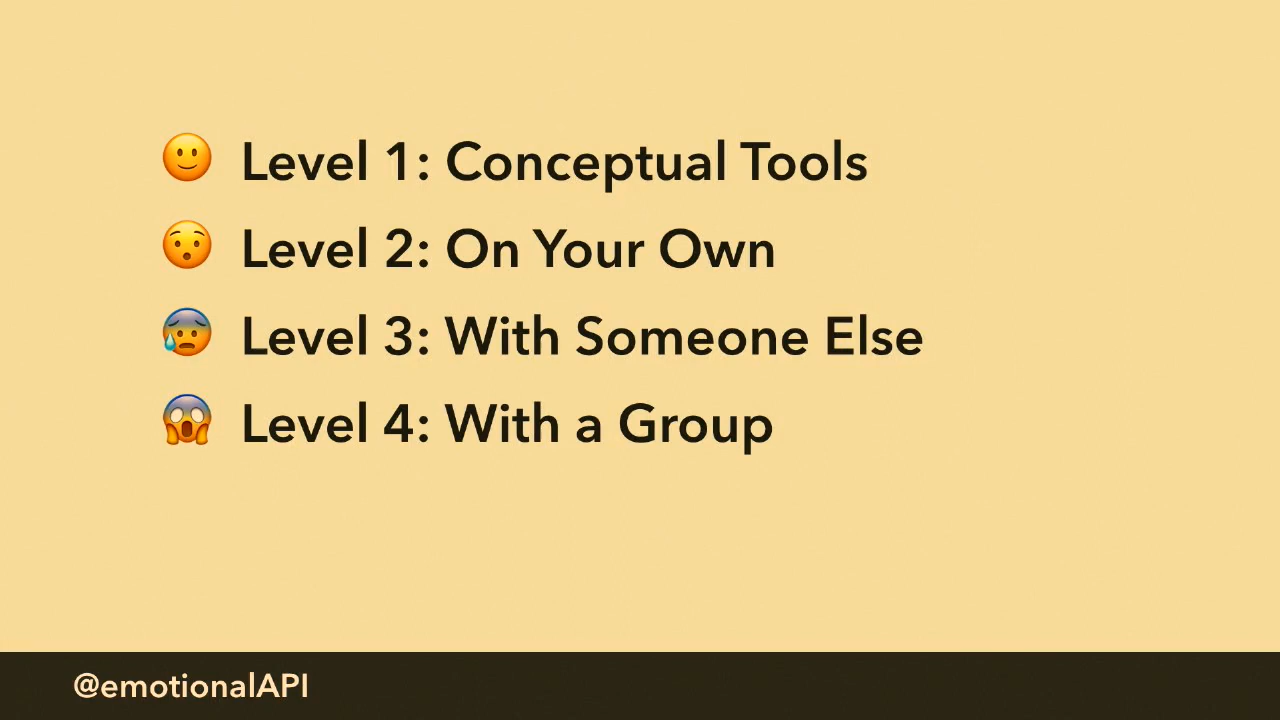 🙂 Level 1: Conceptual Tools
😯 Level 2: On Your Own
😰 Level 3: With Someone Else
😱 Level 4: With a Group
@emotionalAPI